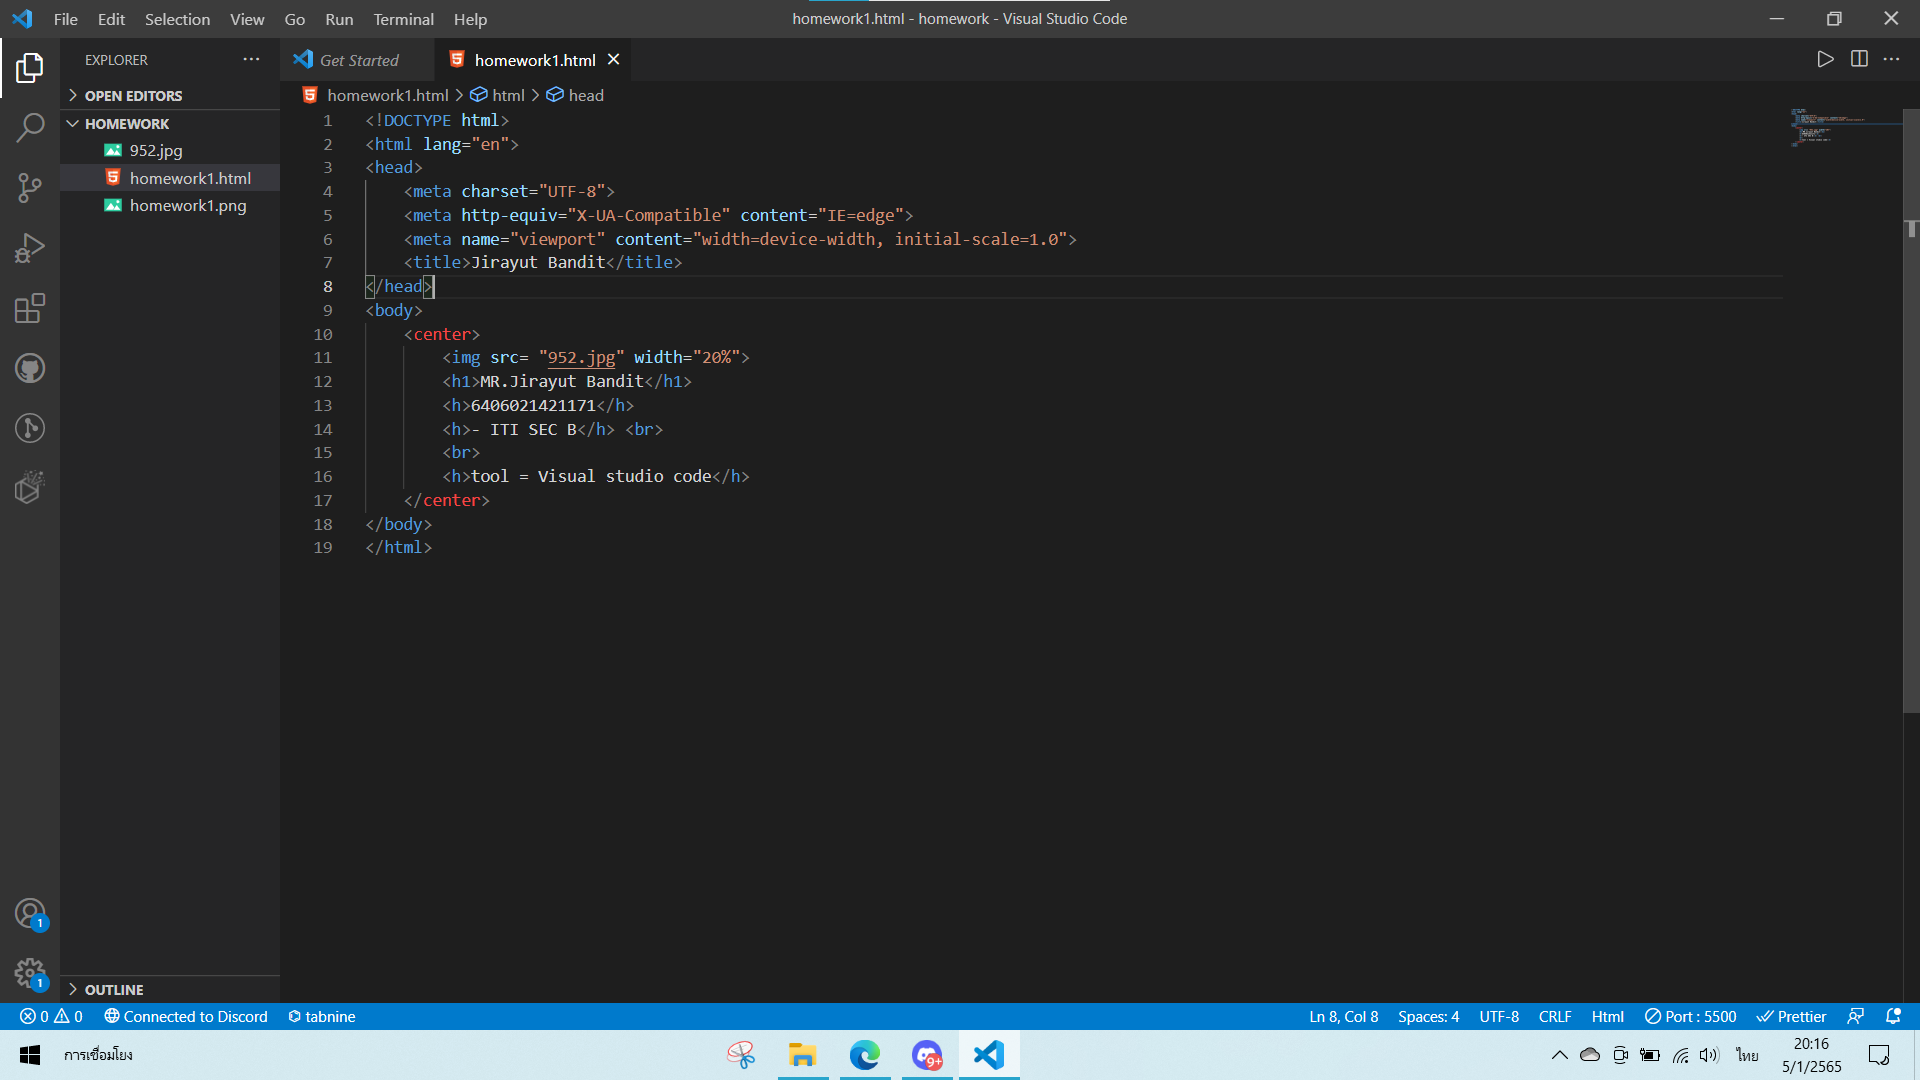 File Edit Selection View Go Run Terminal Help
homework1.html - homework - Visual Studio Code
EXPLORER
Get Started
homework1.html
OPEN EDITORS
homework1.html > html > head
HOMEWORK
952.jpg
homework1.html
homework1.png
1 <!DOCTYPE html>
2 <html lang="en">
3 <head>
4 <meta charset="UTF-8">
5 <meta http-equiv="X-UA-Compatible" content="IE=edge">
6 <meta name="viewport" content="width=device-width, initial-scale=1.0">
7 <title>Jirayut Bandit</title>
8 </head>
9 <body>
10 <center>
11 <img src= "952.jpg" width="20%">
12 <h1>MR.Jirayut Bandit</h1>
13 <h>6406021421171</h>
14 <h>- ITI SEC B</h> <br>
15 <br>
16 <h>tool = Visual studio code</h>
17 </center>
18 </body>
19 </html>
1
1
OUTLINE
0 0 Connected to Discord tabnine
Ln 8, Col 8 Spaces: 4 UTF-8 CRLF Html Port : 5500 Prettier
การเชื่อมโยง
9+
ไทย
20:16
5/1/2565